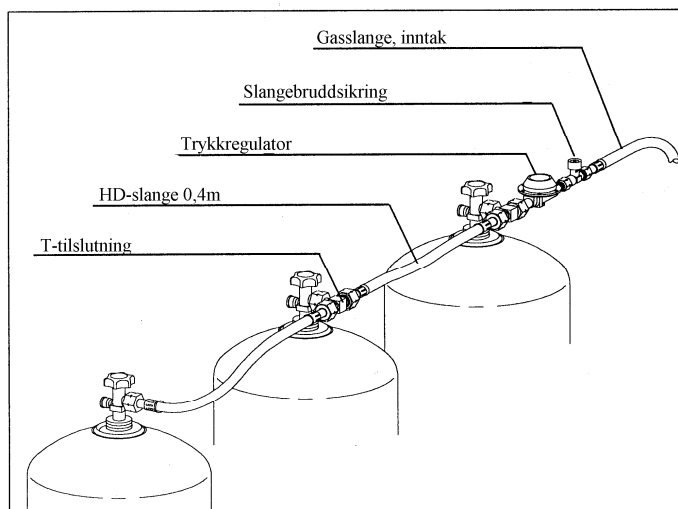 Gasslange, inntak
Slangebruddsikring
Trykkregulator
HD-slange 0,4m
T-tilslutning